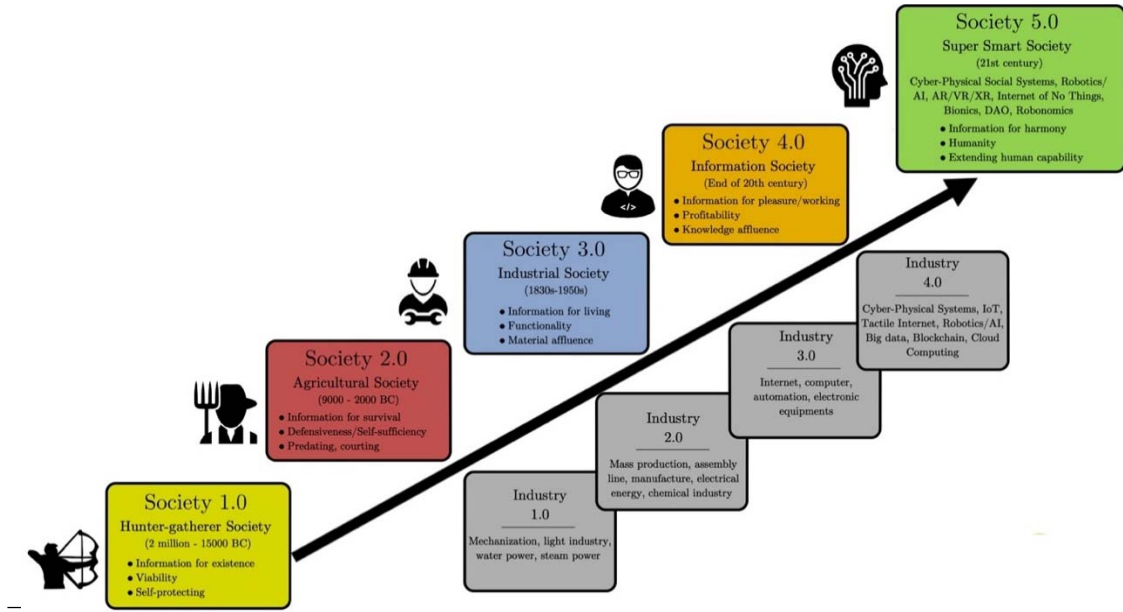 Society 5.0
Super Smart Society
(21st century)
Cyber-Physical Social Systems, Robotics/
AI, AR/VR/XR, Internet of No Things,
Bionics, DAO, Robonomics
● Information for harmony
● Humanity
● Extending human capability
Society 4.0
Information Society
(End of 20th century)
● Information for pleasure/working
● Profitability
● Knowledge affluence
</>
Society 3.0
Industrial Society
(1830s-1950s)
● Information for living
● Functionality
● Material affluence
Society 2.0
Agricultural Society
(9000 - 2000 BC)
● Information for survival
● Defensiveness/Self-sufficiency
● Predating, courting
Society 1.0
Hunter-gatherer Society
(2 million - 15000 BC)
● Information for existence
● Viability
● Self-protecting
Industry
4.0
Cyber-Physical Systems, IoT,
Tactile Internet, Robotics/AI,
Big data, Blockchain, Cloud
Computing
Industry
3.0
Internet, computer,
automation, electronic
equipments
Industry
2.0
Mass production, assembly
line, manufacture, electrical
energy, chemical industry
Industry
1.0
Mechanization, light industry,
water power, steam power